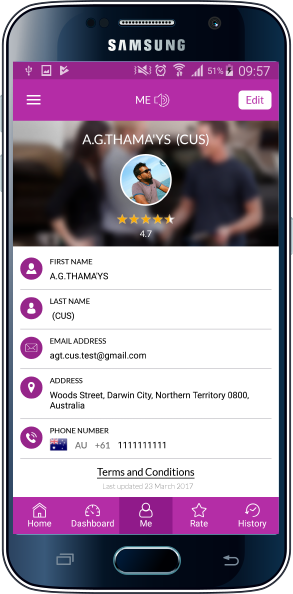 SAMSUNG
51% 09:57
ME
Edit
A.G.THAMA'YS (CUS)
4.7
FIRST NAME
A.G.THAMA'YS
LAST NAME
(CUS)
EMAIL ADDRESS
agt.cus.test@gmail.com
ADDRESS
Woods Street, Darwin City, Northern Territory 0800,
Australia
PHONE NUMBER
AU +61 1111111111
Terms and Conditions
Last updated 23 March 2017
Home Dashboard Me Rate History